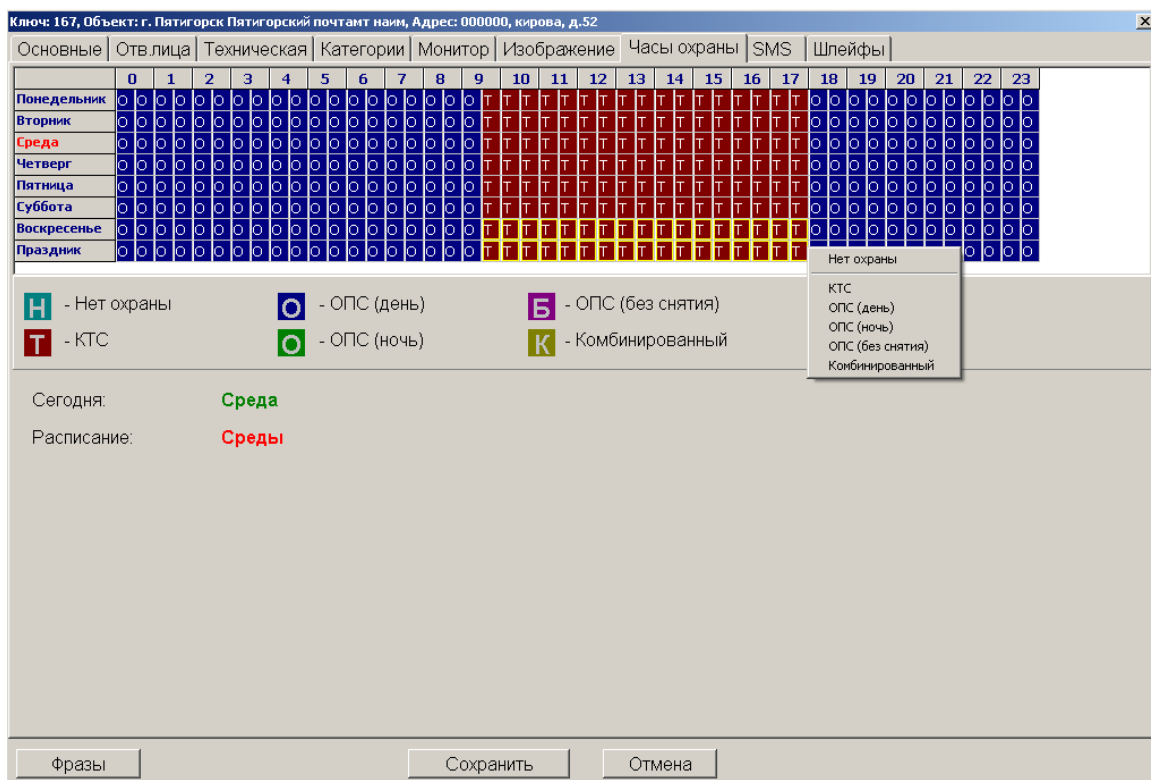 Ключ: 167, Объект: г. Пятигорск Пятигорский почтамт наим, Адрес: 000000, кирова, д.52
Основные Отв.лица Техническая Категории Монитор Изображение Часы охраны SMS Шлейфы
0 1 2 3 4 5 6 7 8 9 10 11 12 13 14 15 16 17 18 19 20 21 22 23
Понедельник О О О О О О О О О О О О О О О О О О О Т Т Т Т Т Т Т Т Т Т Т Т Т Т Т Т Т О О О О О О О О О О О О
Вторник О О О О О О О О О О О О О О О О О О О Т Т Т Т Т Т Т Т Т Т Т Т Т Т Т Т Т О О О О О О О О О О О О
Среда О О О О О О О О О О О О О О О О О О О Т Т Т Т Т Т Т Т Т Т Т Т Т Т Т Т Т О О О О О О О О О О О О
Четверг О О О О О О О О О О О О О О О О О О О Т Т Т Т Т Т Т Т Т Т Т Т Т Т Т Т Т О О О О О О О О О О О О
Пятница О О О О О О О О О О О О О О О О О О О Т Т Т Т Т Т Т Т Т Т Т Т Т Т Т Т Т О О О О О О О О О О О О
Суббота О О О О О О О О О О О О О О О О О О О Т Т Т Т Т Т Т Т Т Т Т Т Т Т Т Т Т О О О О О О О О О О О О
Воскресенье О О О О О О О О О О О О О О О О О О О Т Т Т Т Т Т Т Т Т Т Т Т Т Т Т Т Т О О О О О О О О О О О О
Праздник О О О О О О О О О О О О О О О О О О О Т Т Т Т Т Т Т Т Т Т Т Т Т Т Т Т Т О О О О
Нет охраны
КТС
ОПС (день)
ОПС (ночь)
ОПС (без снятия)
Комбинированный
Н - Нет охраны О - ОПС (день) Б - ОПС (без снятия)
Т - КТС О - ОПС (ночь) К - Комбинированный
Сегодня: Среда
Расписание: Среды
Фразы Сохранить Отмена